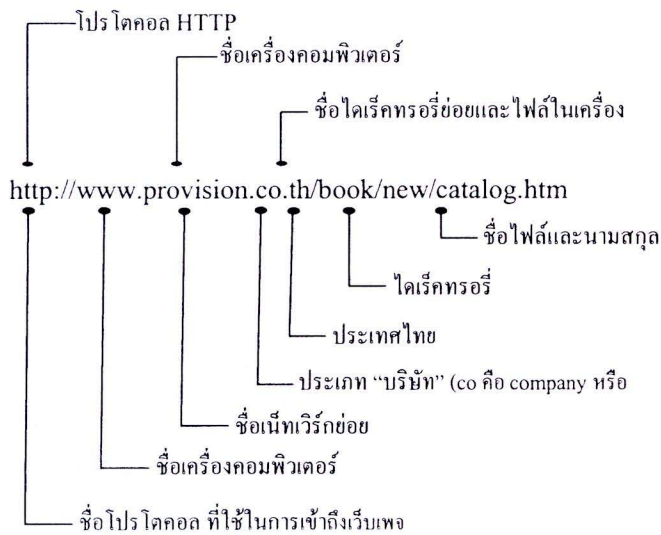 โปรโตคอล HTTP
ชื่อเครื่องคอมพิวเตอร์
ชื่อไดเร็คทรอรี่ย่อยและไฟล์ในเครื่อง
http://www.provision.co.th/book/new/catalog.htm
ชื่อไฟล์และนามสกุล
ไดเร็คทรอรี่
ประเทศไทย
ประเภท “บริษัท” (co คือ company หรือ
ชื่อเน็ทเวิร์กย่อย
ชื่อเครื่องคอมพิวเตอร์
ชื่อโปรโตคอล ที่ใช้ในการเข้าถึงเว็บเพจ